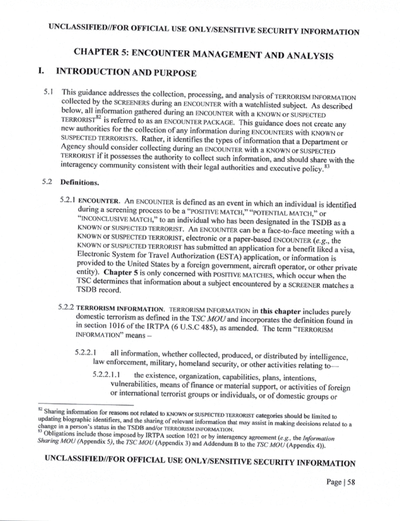 UNCLASSIFIED//FOR OFFICIAL USE ONLY/SENSITIVE SECURITY INFORMATION
CHAPTER 5: ENCOUNTER MANAGEMENT AND ANALYSIS
I. INTRODUCTION AND PURPOSE
5.1 This guidance addresses the collection, processing, and analysis of TERRORISM INFORMATION
collected by the SCREENERS during an ENCOUNTER with a watchlisted subject. As described
below, all information gathered during an ENCOUNTER with a KNOWN or SUSPECTED
TERRORIST82 is referred to as an ENCOUNTER PACKAGE. This guidance does not create any
new authorities for the collection of any information during ENCOUNTERS with KNOWN or
SUSPECTED TERRORISTS. Rather, it identifies the types of information that a Department or
Agency should consider collecting during an ENCOUNTER with a KNOWN or SUSPECTED
TERRORIST if it possesses the authority to collect such information, and should share with the
interagency community consistent with their legal authorities and executive policy.83
5.2 Definitions.
5.2.1 ENCOUNTER. An ENCOUNTER is defined as an event in which an individual is identified
during a screening process to be a "POSITIVE MATCH," "POTENTIAL MATCH," or
"INCONCLUSIVE MATCH," to an individual who has been designated in the TSDB as a
KNOWN or SUSPECTED TERRORIST. An ENCOUNTER can be a face-to-face meeting with a
KNOWN or SUSPECTED TERRORIST, electronic or a paper-based ENCOUNTER (e.g., the
KNOWN or SUSPECTED TERRORIST has submitted an application for a benefit liked a visa,
Electronic System for Travel Authorization (ESTA) application, or information is
provided to the United States by a foreign government, aircraft operator, or other private
entity). Chapter 5 is only concerned with POSITIVE MATCHES, which occur when the
TSC determines that information about a subject encountered by a SCREENER matches a
TSDB record.
5.2.2 TERRORISM INFORMATION. TERRORISM INFORMATION in this chapter includes purely
domestic terrorism as defined in the TSC MOU and incorporates the definition found in
in section 1016 of the IRTPA (6 U.S.C 485), as amended. The term "TERRORISM
INFORMATION" means –
5.2.2.1 all information, whether collected, produced, or distributed by intelligence,
law enforcement, military, homeland security, or other activities relating to—
5.2.2.1.1 the existence, organization, capabilities, plans, intentions,
vulnerabilities, means of finance or material support, or activities of foreign
or international terrorist groups or individuals, or of domestic groups or
82 Sharing information for reasons not related to KNOWN or SUSPECTED TERRORIST categories should be limited to
updating biographic identifiers, and the sharing of relevant information that may assist in making decisions related to a
change in a person's status in the TSDB and/or TERRORISM INFORMATION.
83 Obligations include those imposed by IRTPA section 1021 or by interagency agreement (e.g., the Information
Sharing MOU (Appendix 5), the TSC MOU (Appendix 3) and Addendum B to the TSC MOU (Appendix 4)).
UNCLASSIFIED//FOR OFFICIAL USE ONLY/SENSITIVE SECURITY INFORMATION
Page | 58